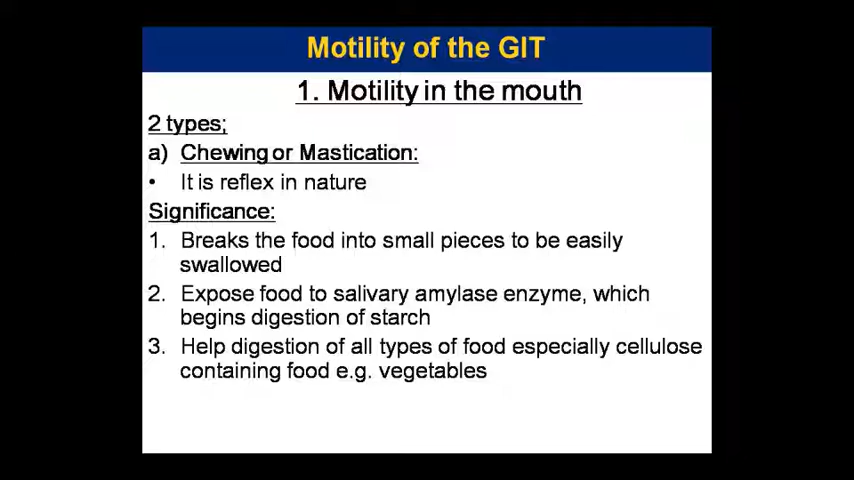 Motility of the GIT
1. Motility in the mouth
2 types;
a) Chewing or Mastication:
• It is reflex in nature
Significance:
1. Breaks the food into small pieces to be easily
swallowed
2. Expose food to salivary amylase enzyme, which
begins digestion of starch
3. Help digestion of all types of food especially cellulose
containing food e.g. vegetables